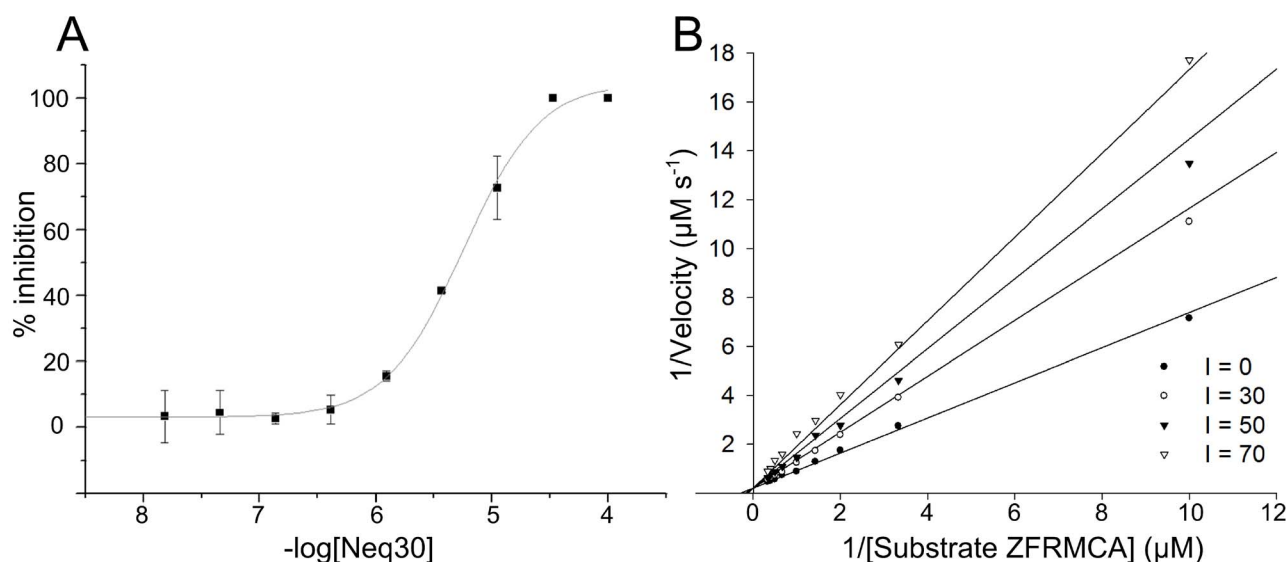 A
% inhibition
100
80
60
40
20
0
8 7 6 5 4
-log[Neq30]
B
1/Velocity (µM s⁻¹)
18
16
14
12
10
8
6
4
2
0 2 4 6 8 10 12
1/[Substrate ZFRMCA] (µM)
I = 0
I = 30
I = 50
I = 70